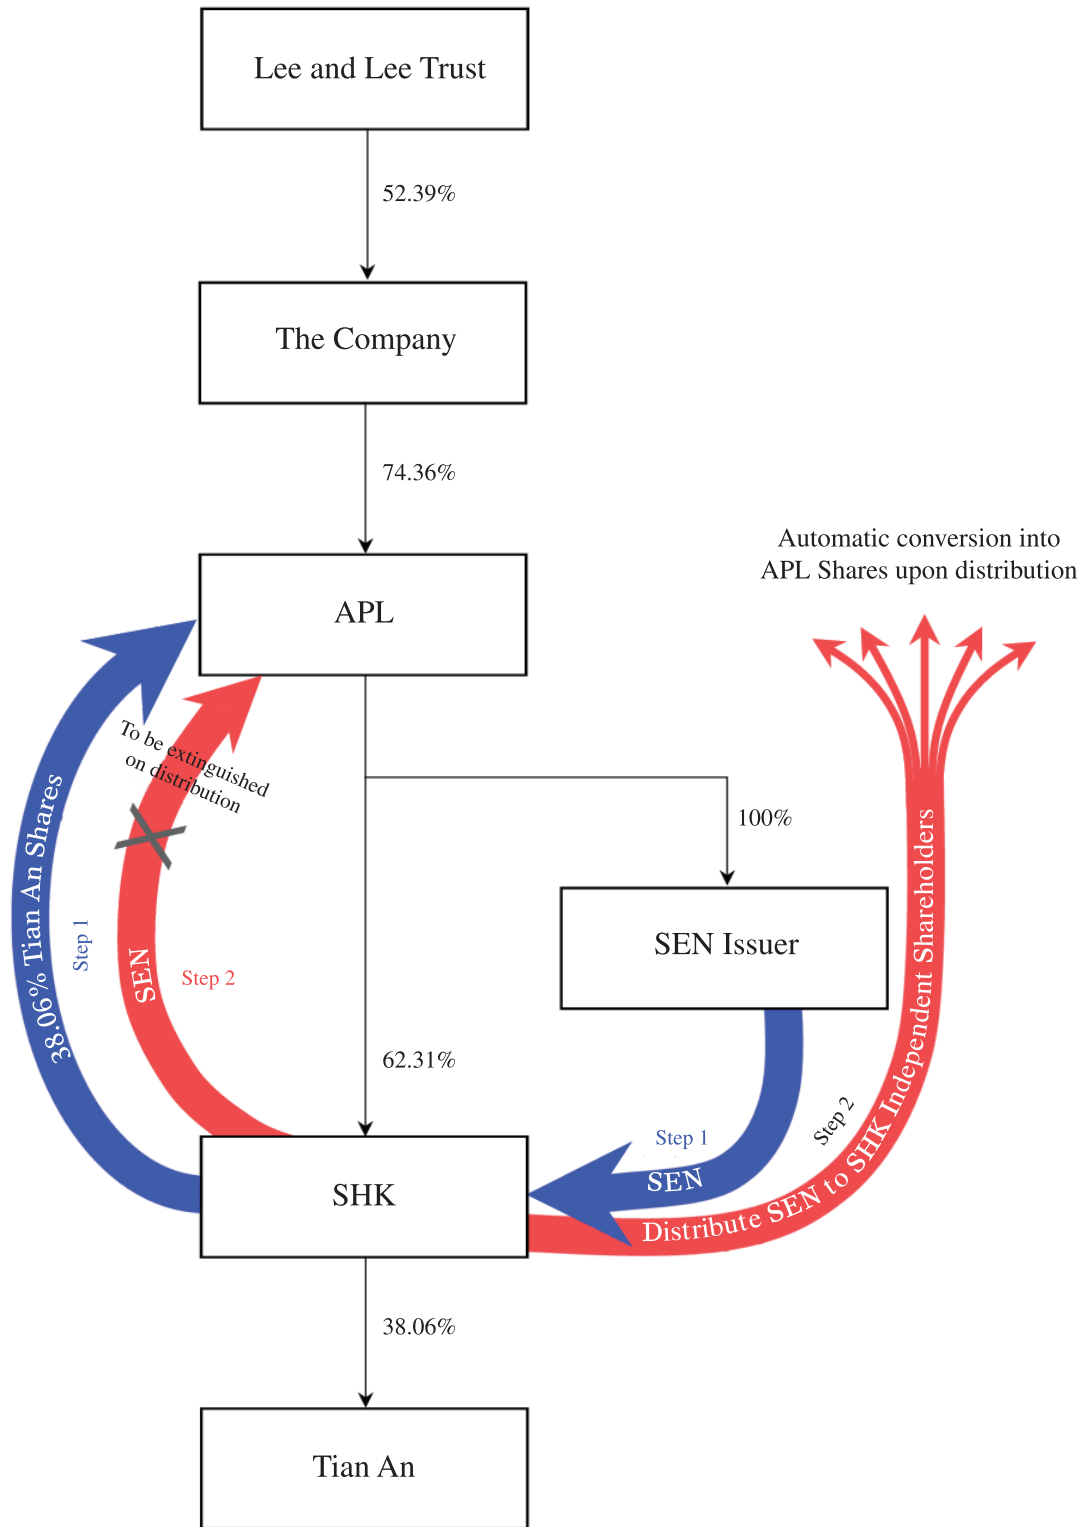 Lee and Lee Trust
52.39%
The Company
74.36%
Automatic conversion into
APL Shares upon distribution
APL
To be extinguished
on distribution
100%
38.06% Tian An Shares
Step 1
SEN
Step 2
SEN Issuer
62.31%
Step 1
SEN
Step 2
Distribute SEN to SHK Independent Shareholders
SHK
38.06%
Tian An